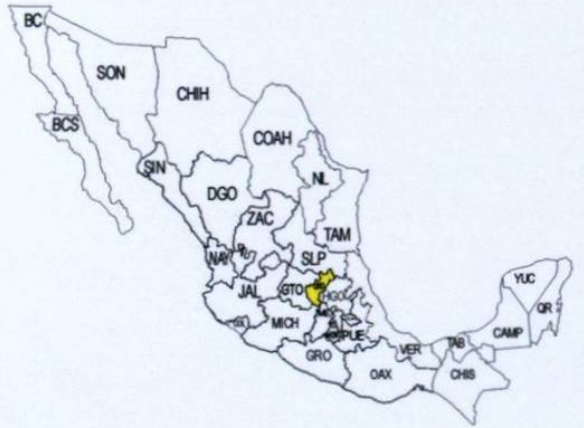 BC
SON
CHIH
BCS
COAH
SIN
NL
DGO
ZAC
TAM
NAY
SLP
JAL
GTO
HGO
YUC
QR
MICH
PUE
CAMP
VER
TAB
GRO
OAX
CHIS